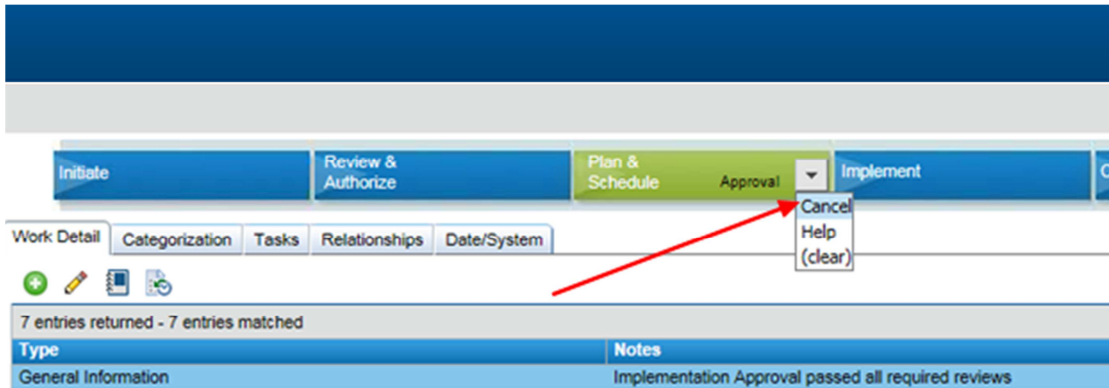 Initiate
Review &
Authorize
Plan &
Schedule
Approval
Implement
Cancel
Help
(clear)
Work Detail
Categorization
Tasks
Relationships
Date/System
7 entries returned - 7 entries matched
Type
Notes
General Information
Implementation Approval passed all required reviews